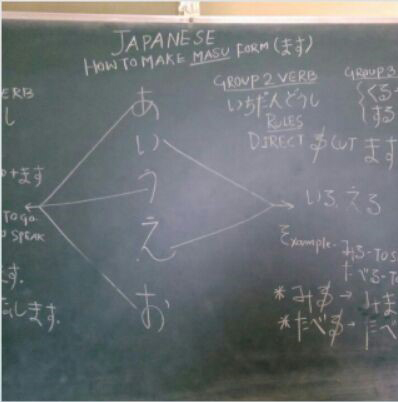 JAPANESE
HOW TO MAKE MASU FORM (ます)
あ
い
う
え
お
GROUP 2 VERB
いちだんどうし
RULES
DIRECT る CUT ます
いる, える
Example - みる - TO S
たべる - TO
* みる → みま
* たべる → たべ
GROUP 3
くる
する
ERB
し
+ ます
TO GO
O SPEAK
ます.
します.